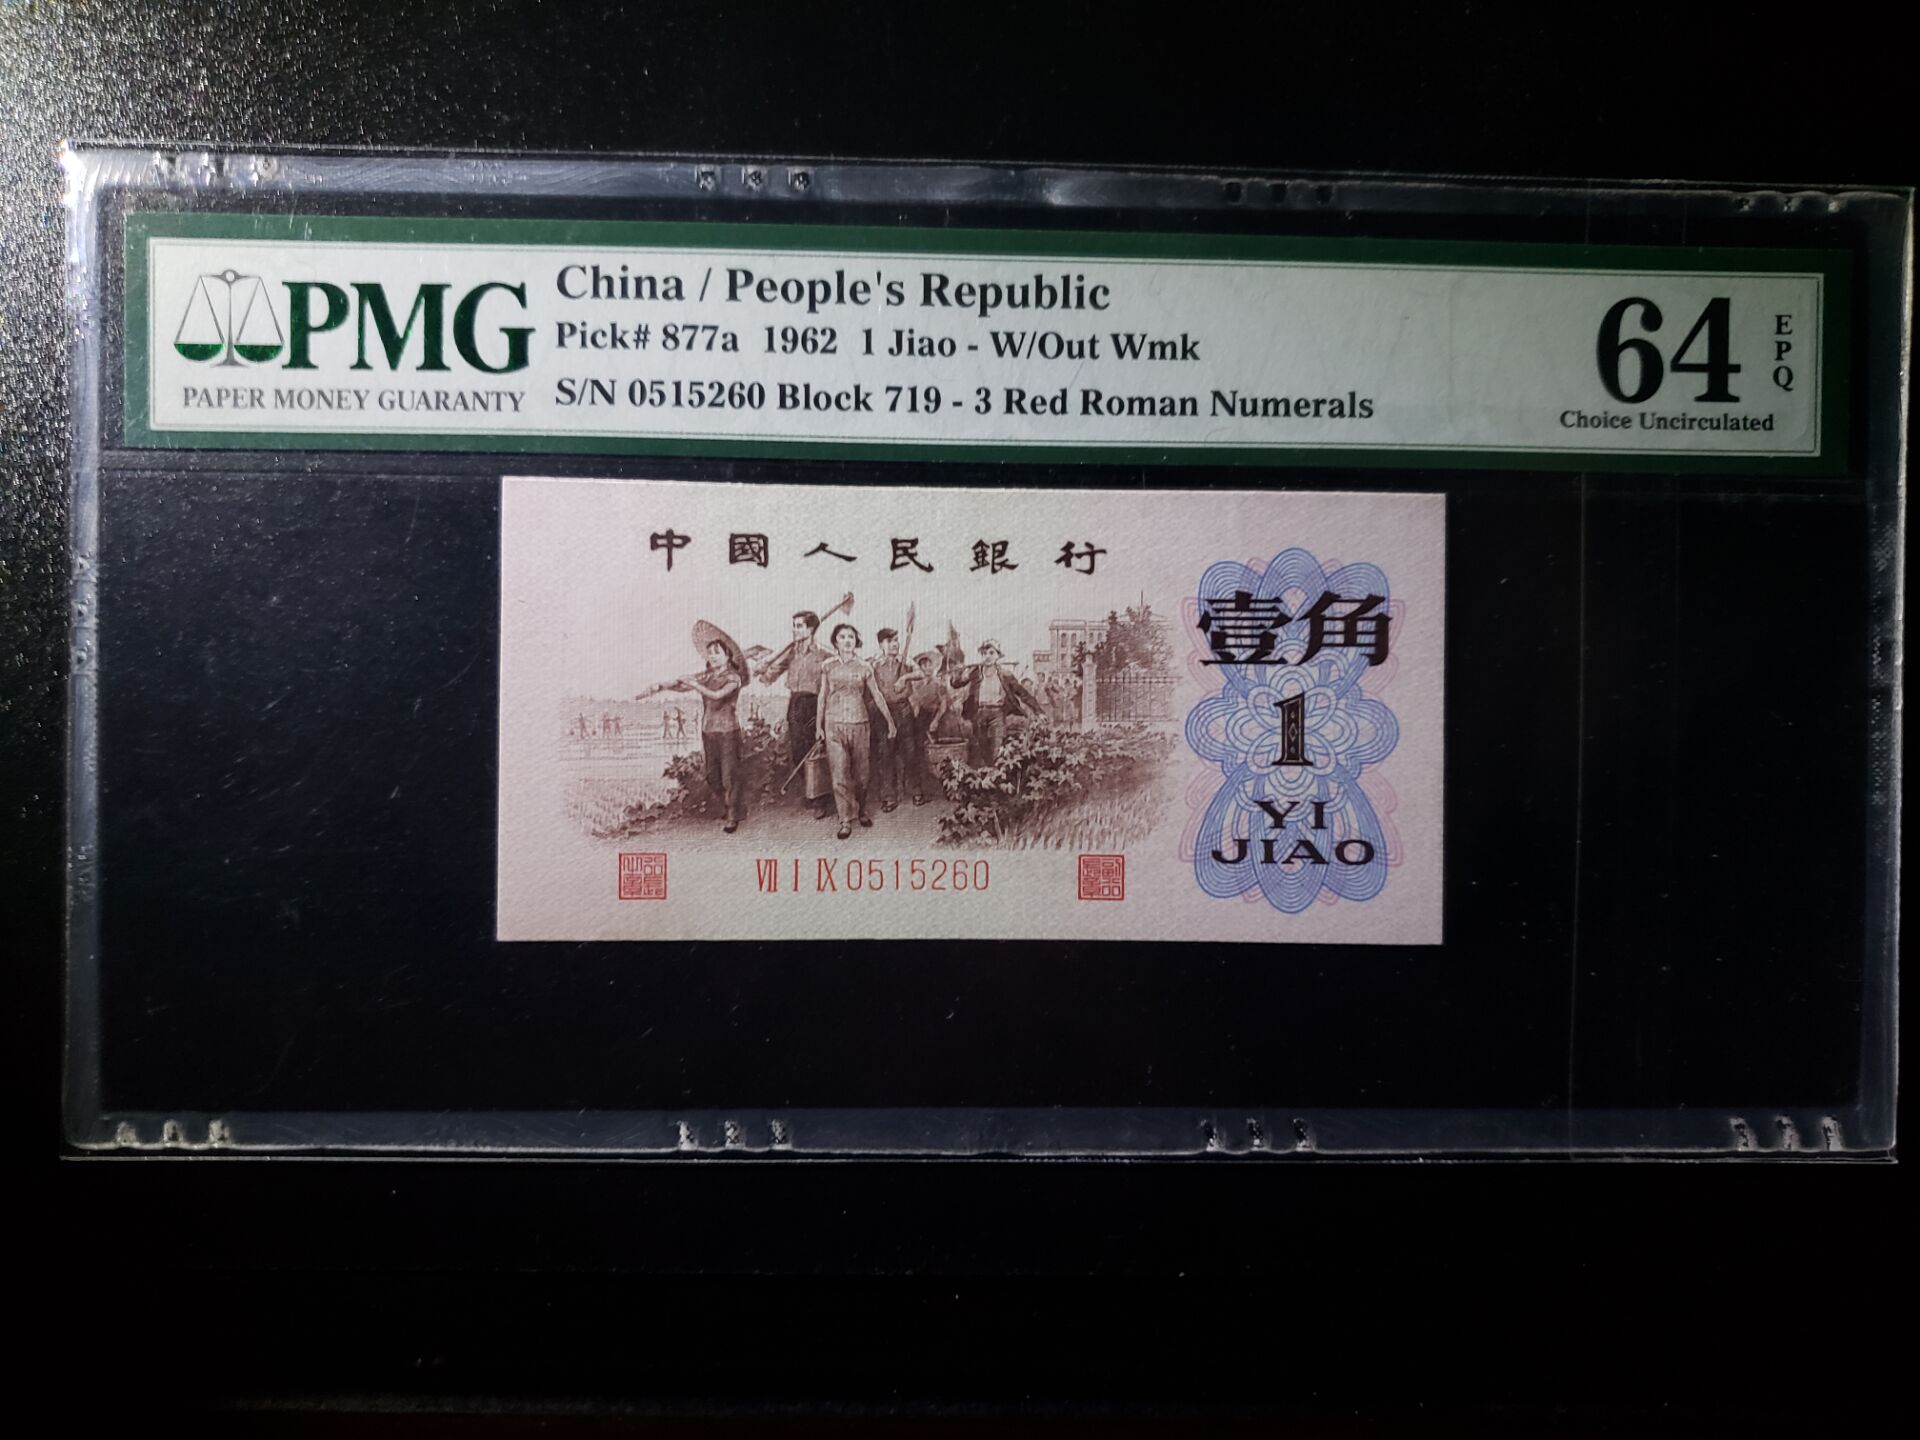 PMG
PAPER MONEY GUARANTY
China / People's Republic
Pick# 877a 1962 1 Jiao - W/Out Wmk
S/N 0515260 Block 719 - 3 Red Roman Numerals
64
EPQ
Choice Uncirculated
中國人民銀行
壹角
1
YI
JIAO
VII I IX 0515260